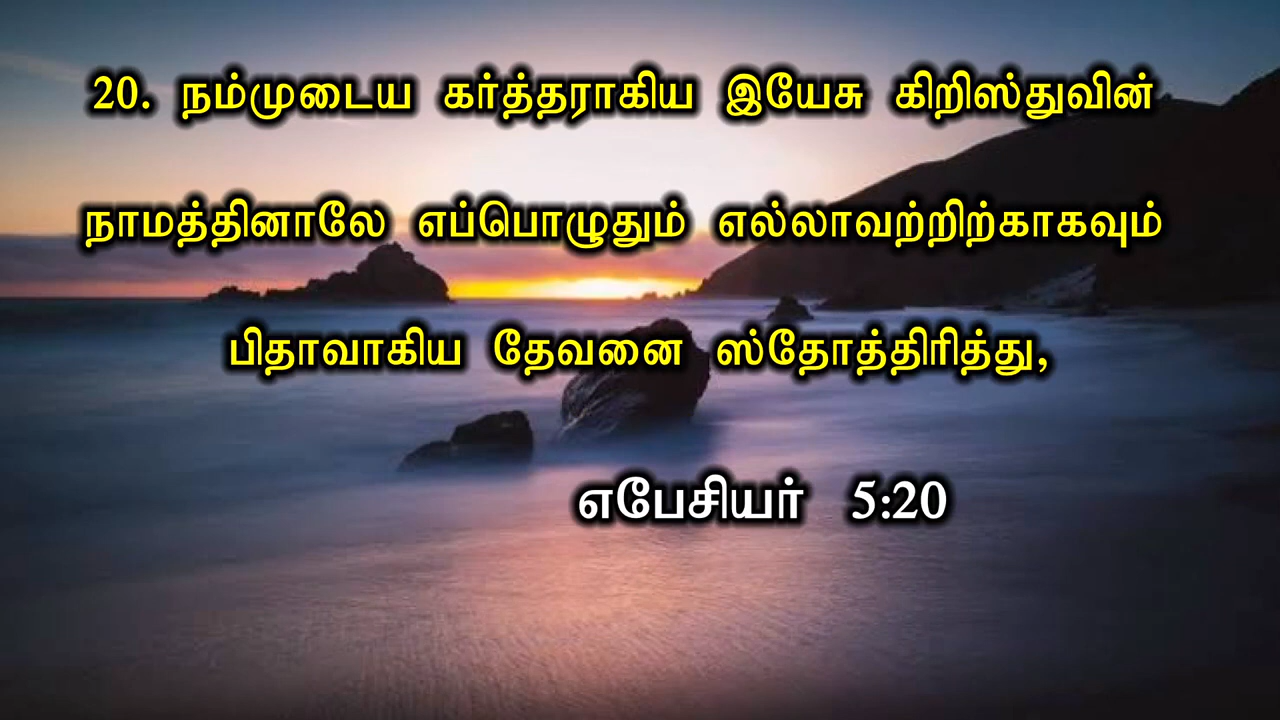 20. நம்முடைய கர்த்தராகிய இயேசு கிறிஸ்துவின்
நாமத்தினாலே எப்பொழுதும் எல்லாவற்றிற்காகவும்
பிதாவாகிய தேவனை ஸ்தோத்திரித்து,
எபேசியர் 5:20